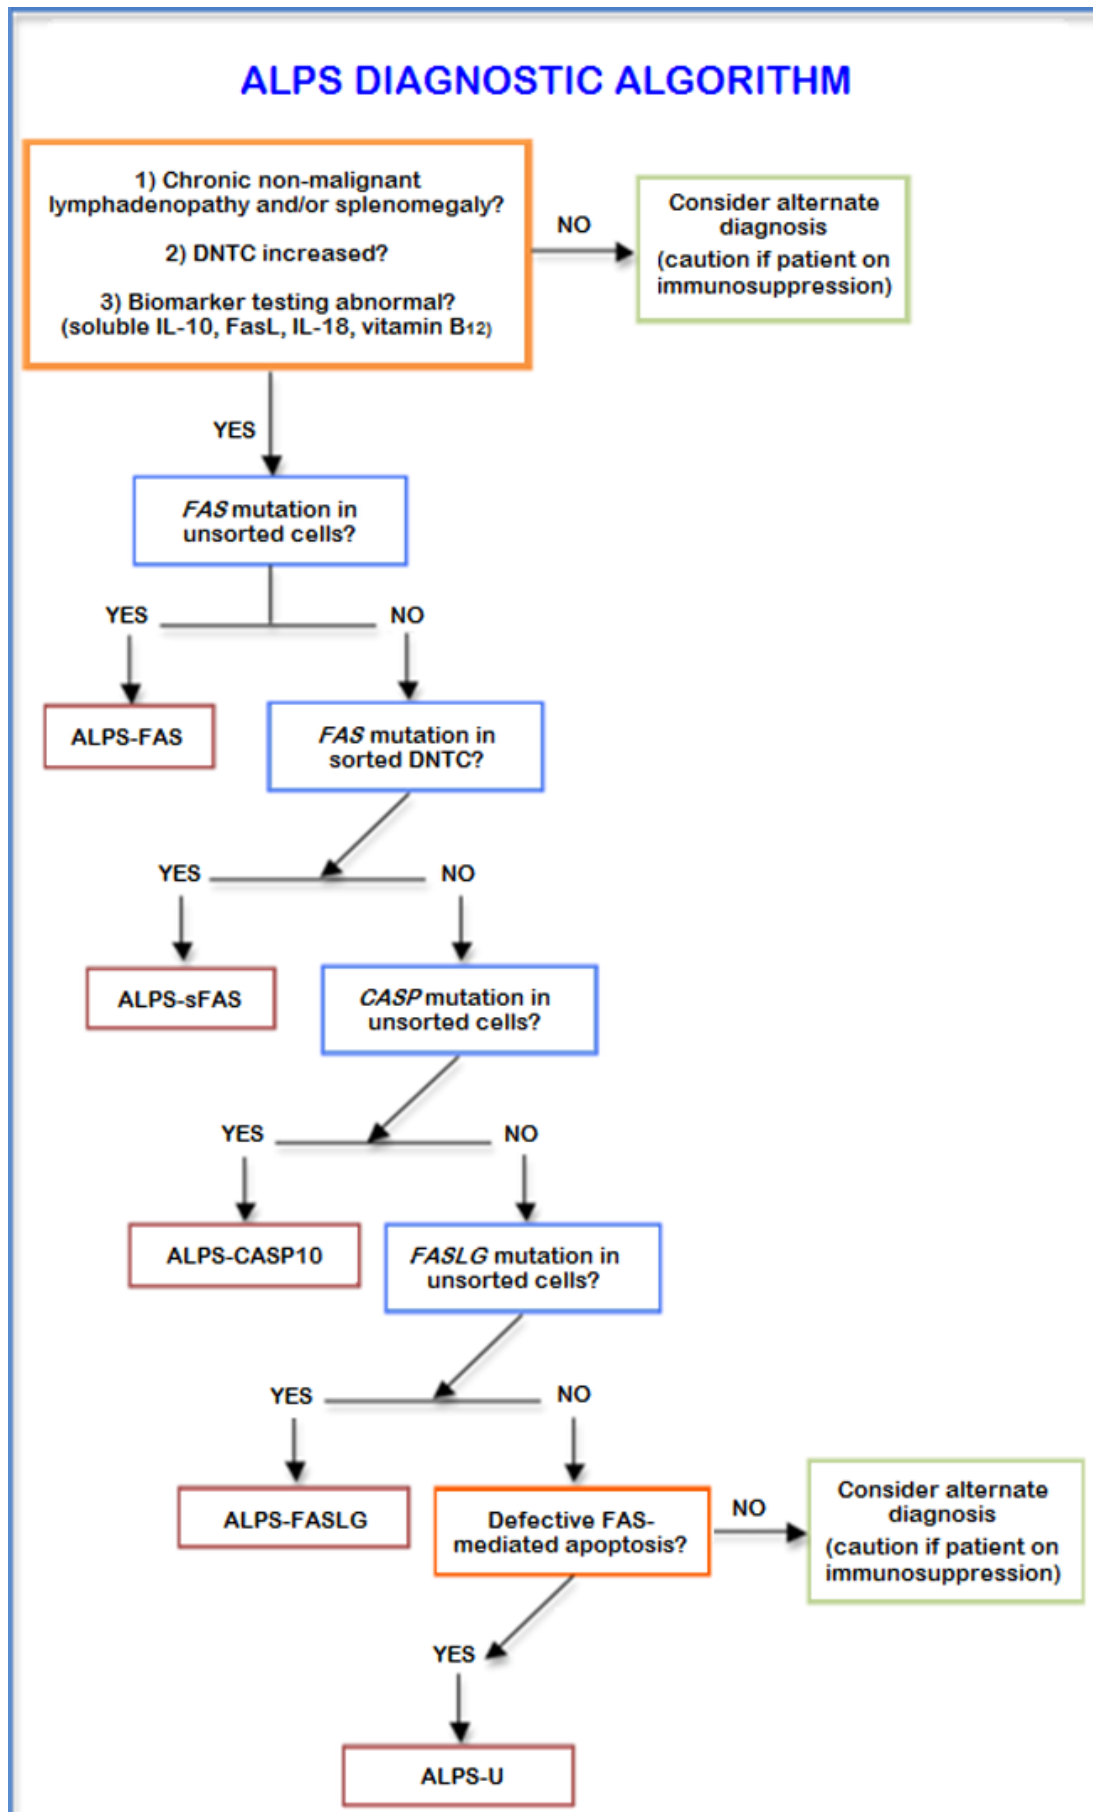 ALPS DIAGNOSTIC ALGORITHM
1) Chronic non-malignant
lymphadenopathy and/or splenomegaly?
2) DNTC increased?
3) Biomarker testing abnormal?
(soluble IL-10, FasL, IL-18, vitamin B12)
NO
Consider alternate
diagnosis
(caution if patient on
immunosuppression)
YES
FAS mutation in
unsorted cells?
YES
NO
ALPS-FAS
FAS mutation in
sorted DNTC?
YES
NO
ALPS-sFAS
CASP mutation in
unsorted cells?
YES
NO
ALPS-CASP10
FASLG mutation in
unsorted cells?
YES
NO
ALPS-FASLG
Defective FAS-
mediated apoptosis?
NO
Consider alternate
diagnosis
(caution if patient on
immunosuppression)
YES
ALPS-U